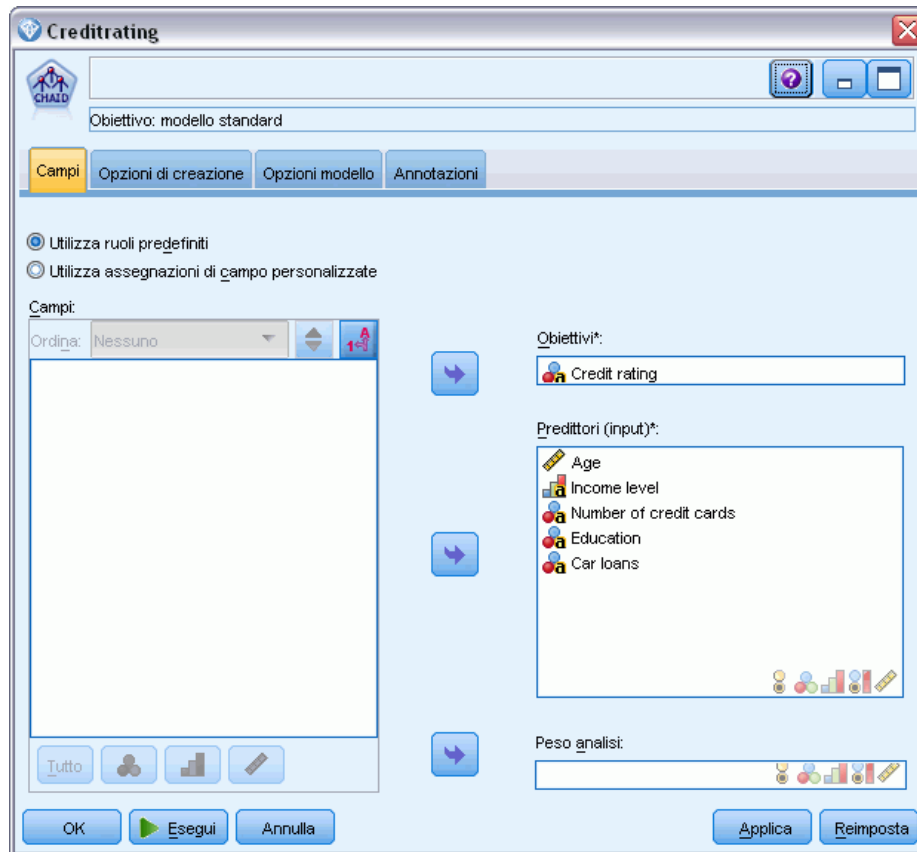 Creditrating
CHAID
Obiettivo: modello standard
Campi
Opzioni di creazione
Opzioni modello
Annotazioni
Utilizza ruoli predefiniti
Utilizza assegnazioni di campo personalizzate
Campi:
Ordina: Nessuno
Obiettivi*:
Credit rating
Predittori (input)*:
Age
Income level
Number of credit cards
Education
Car loans
Peso analisi:
Tutto
OK
Esegui
Annulla
Applica
Reimposta